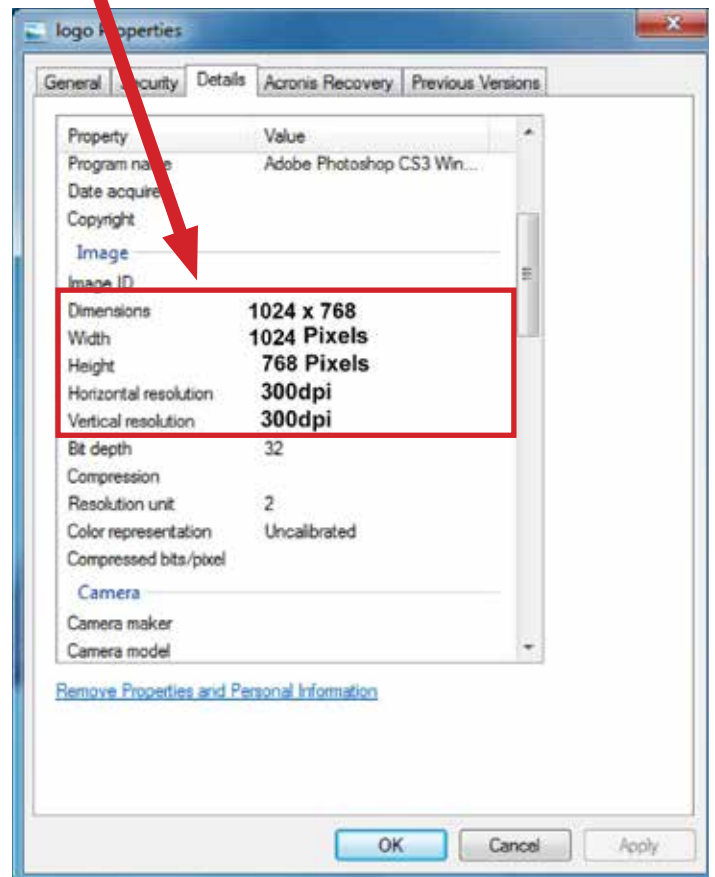 logo Properties
General Security Details Acronis Recovery Previous Versions
Property Value
Program name Adobe Photoshop CS3 Win...
Date acquired
Copyright
Image
Image ID
Dimensions 1024 x 768
Width 1024 Pixels
Height 768 Pixels
Horizontal resolution 300dpi
Vertical resolution 300dpi
Bit depth 32
Compression
Resolution unit 2
Color representation Uncalibrated
Compressed bits/pixel
Camera
Camera maker
Camera model
Remove Properties and Personal Information
OK Cancel Apply